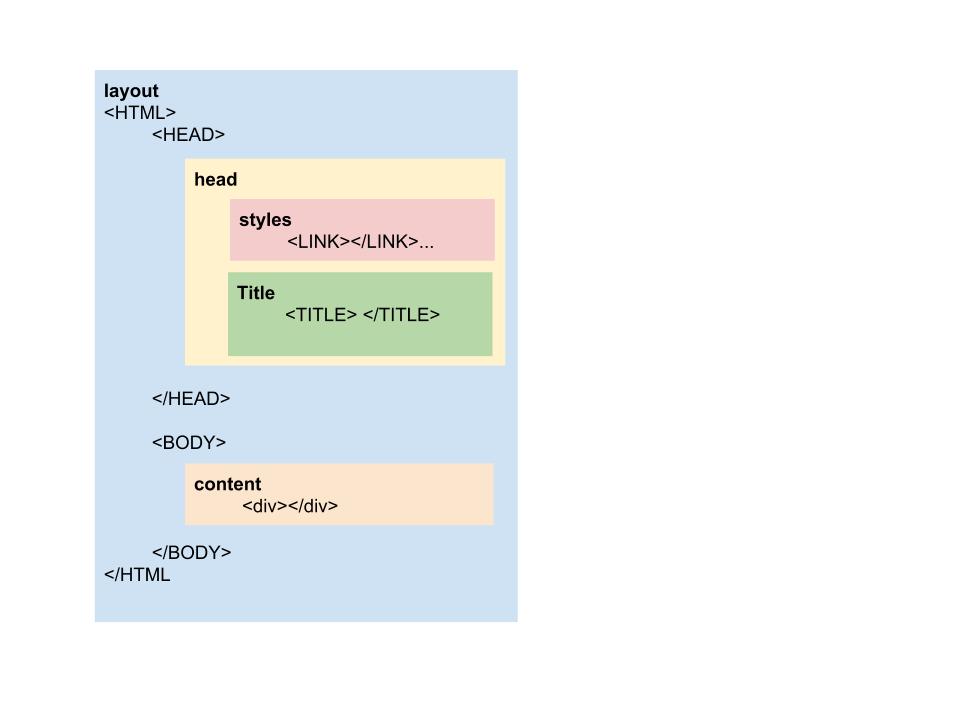 layout
<HTML>
<HEAD>
head
styles
<LINK></LINK>...
Title
<TITLE> </TITLE>
</HEAD>
<BODY>
content
<div></div>
</BODY>
</HTML